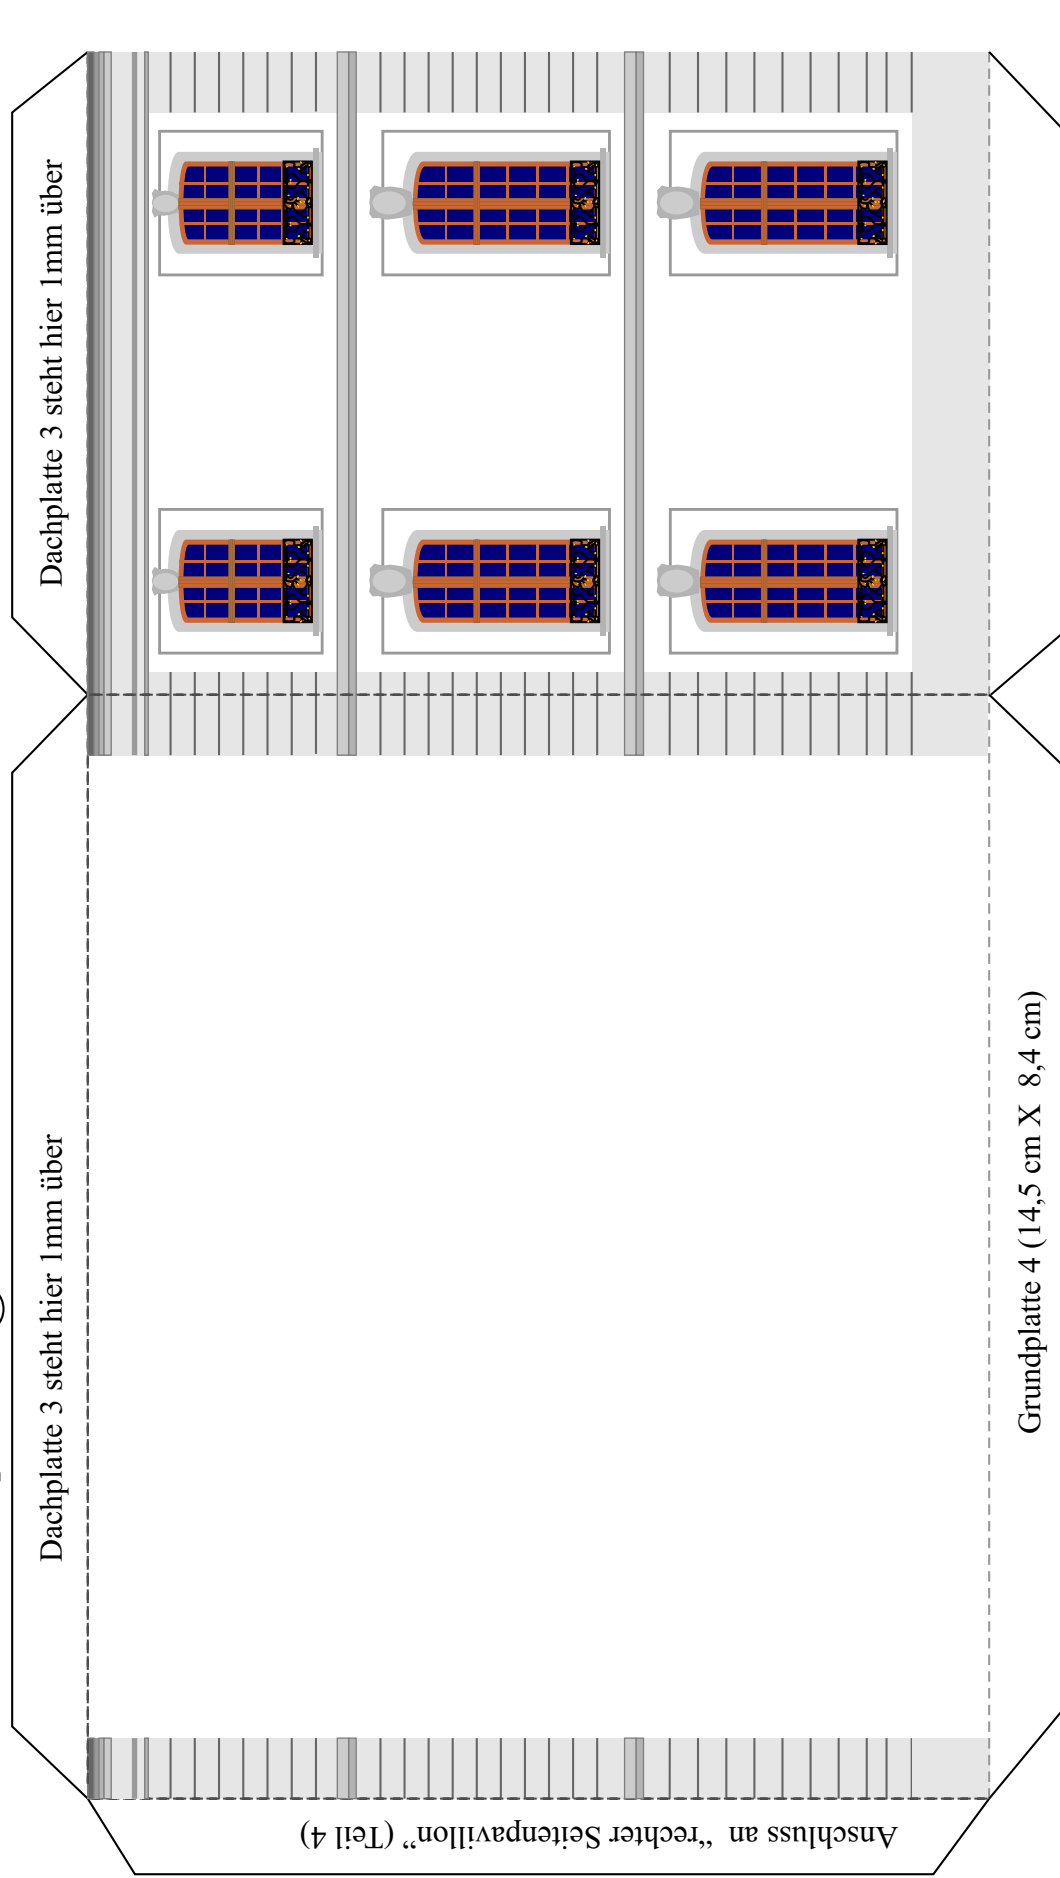 Dachplatte 3 steht hier 1mm über
Dachplatte 3 steht hier 1mm über
Grundplatte 4 (14,5 cm X 8,4 cm)
Anschluss an “rechter Seitenpavillon” (Teil 4)